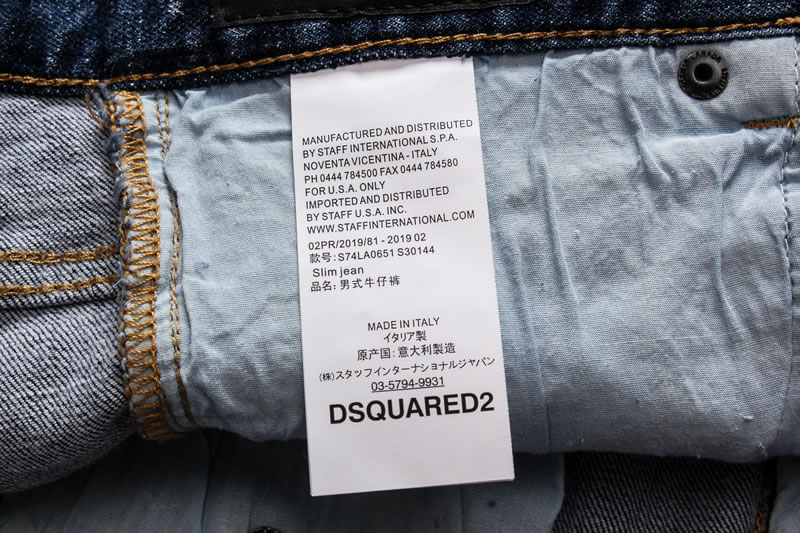 MANUFACTURED AND DISTRIBUTED
BY STAFF INTERNATIONAL S.P.A.
NOVENTA VICENTINA - ITALY
PH 0444 784500 FAX 0444 784580
FOR U.S.A. ONLY
IMPORTED AND DISTRIBUTED
BY STAFF U.S.A. INC.
WWW.STAFFINTERNATIONAL.COM
02PR/2019/81 - 2019 02
款号: S74LA0651 S30144
Slim jean
品名: 男式牛仔裤
MADE IN ITALY
イタリア製
原产国: 意大利製造
(株)スタッフインターナショナルジャパン
03-5794-9931
DSQUARED2